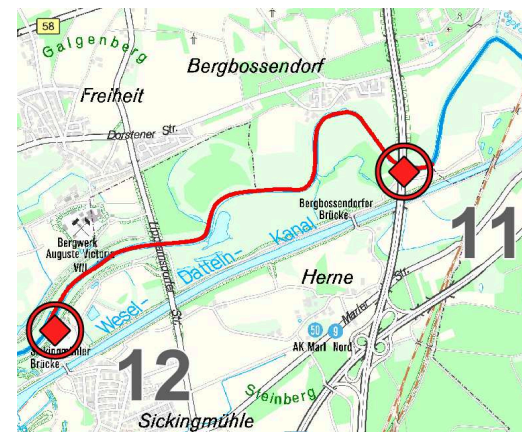 58
Galgenberg
Bergbossendorf
Freiheit
Dorstener Str.
Bergbossendorfer
Brücke
11
Bergwerk
Auguste Victoria
VIII
Wesel-
Datteln-
Kanal
Herne
Marler Str.
50 9
AK Marl Nord
Brücke
12
Steinberg
Sickingmühle